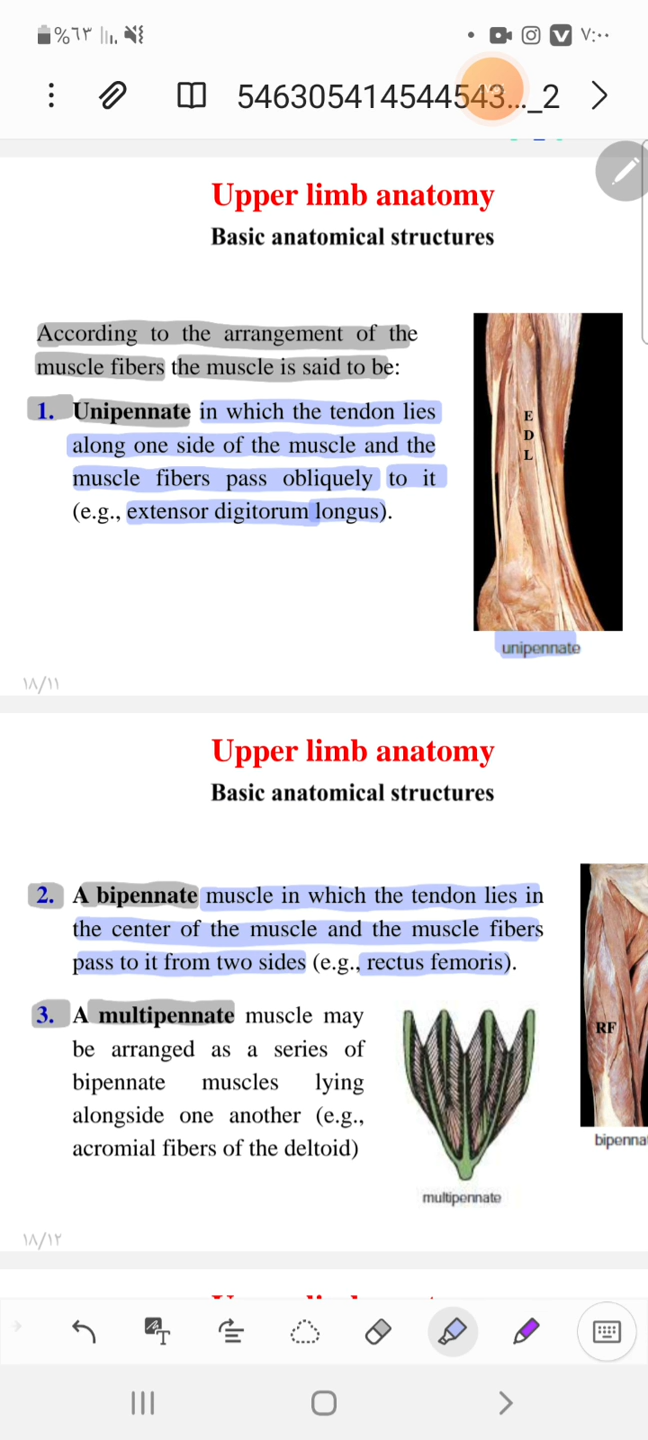 %٦٣
V ٧:٠٠
546305414544543..._2
Upper limb anatomy
Basic anatomical structures
According to the arrangement of the
muscle fibers the muscle is said to be:
1. Unipennate in which the tendon lies
along one side of the muscle and the
muscle fibers pass obliquely to it
(e.g., extensor digitorum longus).
E
D
L
unipennate
١٨/١١
Upper limb anatomy
Basic anatomical structures
2. A bipennate muscle in which the tendon lies in
the center of the muscle and the muscle fibers
pass to it from two sides (e.g., rectus femoris).
3. A multipennate muscle may
be arranged as a series of
bipennate muscles lying
alongside one another (e.g.,
acromial fibers of the deltoid)
RF
bipenna
multipennate
١٨/١٢
T